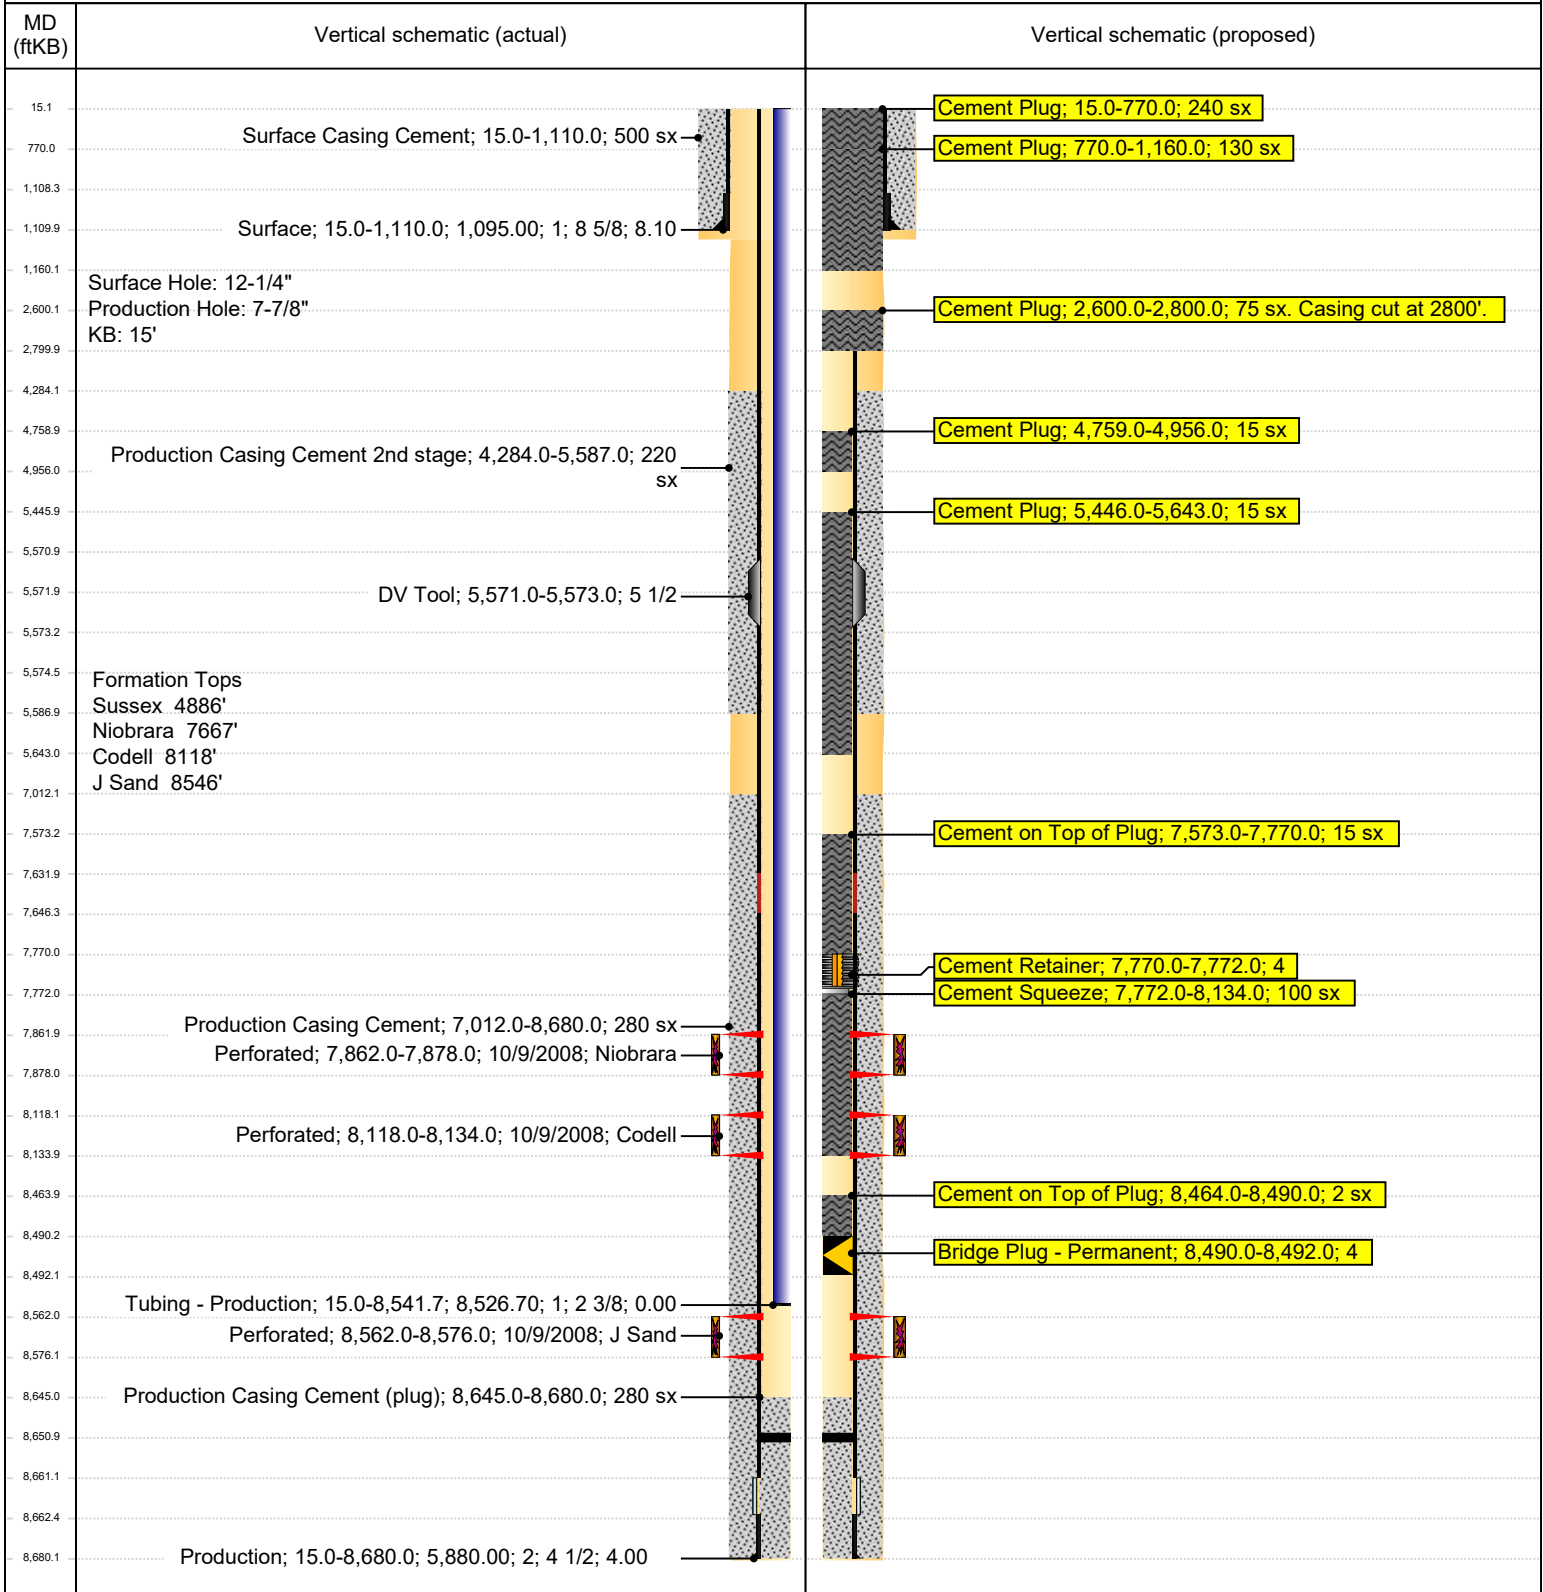 MD
(ftKB)
Vertical schematic (actual)
Vertical schematic (proposed)
15.1
770.0
1,108.3
1,109.9
1,160.1
2,600.1
2,799.9
4,284.1
4,758.9
4,956.0
5,445.9
5,570.9
5,571.9
5,573.2
5,574.5
5,586.9
5,643.0
7,012.1
7,573.2
7,631.9
7,646.3
7,770.0
7,772.0
7,861.9
7,878.0
8,118.1
8,133.9
8,463.9
8,490.2
8,492.1
8,562.0
8,576.1
8,645.0
8,650.9
8,661.1
8,662.4
8,680.1
Surface Casing Cement; 15.0-1,110.0; 500 sx
Surface; 15.0-1,110.0; 1,095.00; 1; 8 5/8; 8.10
Surface Hole: 12-1/4"
Production Hole: 7-7/8"
KB: 15'
Production Casing Cement 2nd stage; 4,284.0-5,587.0; 220
sx
DV Tool; 5,571.0-5,573.0; 5 1/2
Formation Tops
Sussex 4886'
Niobrara 7667'
Codell 8118'
J Sand 8546'
Production Casing Cement; 7,012.0-8,680.0; 280 sx
Perforated; 7,862.0-7,878.0; 10/9/2008; Niobrara
Perforated; 8,118.0-8,134.0; 10/9/2008; Codell
Tubing - Production; 15.0-8,541.7; 8,526.70; 1; 2 3/8; 0.00
Perforated; 8,562.0-8,576.0; 10/9/2008; J Sand
Production Casing Cement (plug); 8,645.0-8,680.0; 280 sx
Production; 15.0-8,680.0; 5,880.00; 2; 4 1/2; 4.00
Cement Plug; 15.0-770.0; 240 sx
Cement Plug; 770.0-1,160.0; 130 sx
Cement Plug; 2,600.0-2,800.0; 75 sx. Casing cut at 2800'.
Cement Plug; 4,759.0-4,956.0; 15 sx
Cement Plug; 5,446.0-5,643.0; 15 sx
Cement on Top of Plug; 7,573.0-7,770.0; 15 sx
Cement Retainer; 7,770.0-7,772.0; 4
Cement Squeeze; 7,772.0-8,134.0; 100 sx
Cement on Top of Plug; 8,464.0-8,490.0; 2 sx
Bridge Plug - Permanent; 8,490.0-8,492.0; 4